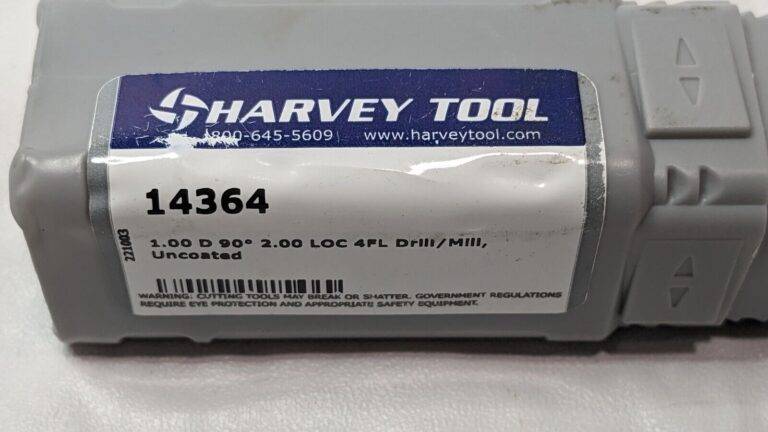 HARVEY TOOL
800-645-5609 www.harveytool.com
14364
1.00 D 90° 2.00 LOC 4FL Drill/Mill,
Uncoated
221003
WARNING: CUTTING TOOLS MAY BREAK OR SHATTER. GOVERNMENT REGULATIONS
REQUIRE EYE PROTECTION AND APPROPRIATE SAFETY EQUIPMENT.